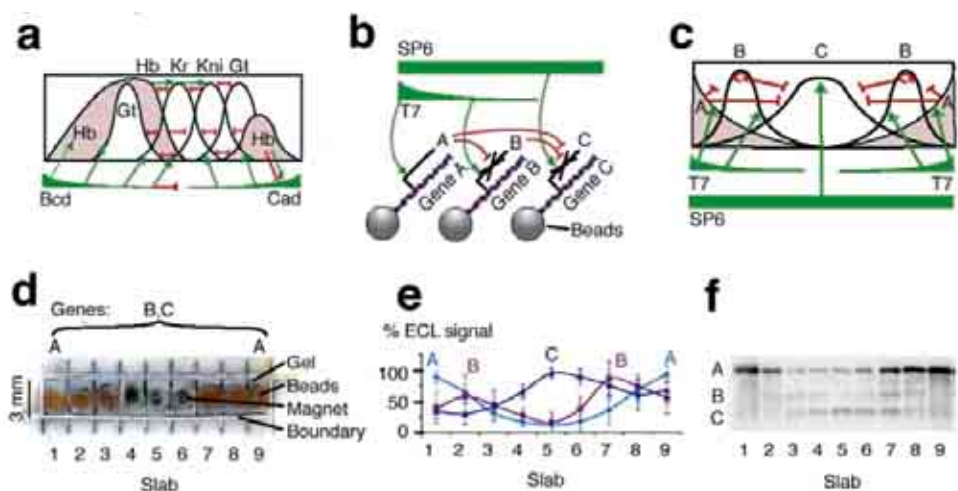 a
Hb Kr Kni Gt
Gt
Hb
Hb
Bcd
Cad
b
SP6
T7
A
B
C
Gene A
Gene B
Gene C
Beads
c
B C B
A
A
T7
T7
SP6
d
Genes: B,C
A A
Gel
Beads
Magnet
Boundary
3 mm
1 2 3 4 5 6 7 8 9
Slab
e
% ECL signal
A B C B A
100
50
0
1 2 3 4 5 6 7 8 9
Slab
f
A
B
C
1 2 3 4 5 6 7 8 9
Slab